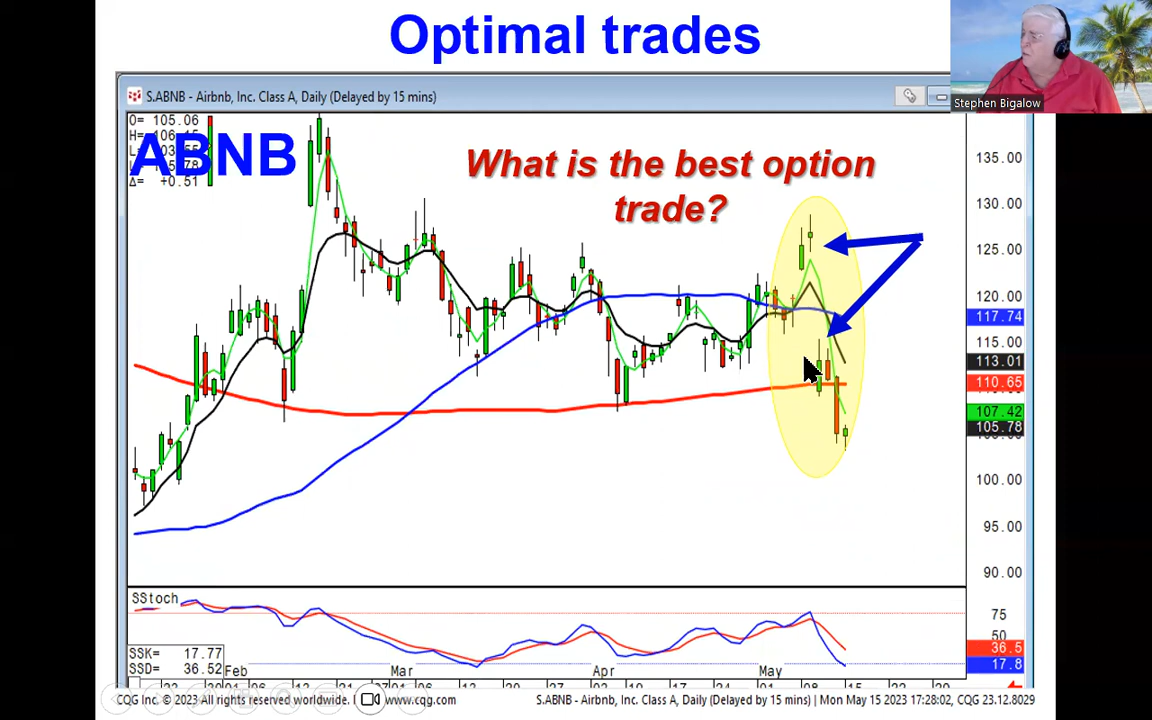 Optimal trades
Stephen Bigalow
S.ABNB - Airbnb, Inc. Class A, Daily (Delayed by 15 mins)
O= 105.06
ABNB
Δ= +0.51
What is the best option
trade?
135.00
130.00
125.00
120.00
117.74
115.00
113.01
110.65
107.42
105.78
100.00
95.00
90.00
SStoch
75
50
36.5
17.8
SSK= 17.77
SSD= 36.52
Feb Mar Apr May
CQG Inc. © 2023 All rights reserved worldwide. www.cqg.com
S.ABNB - Airbnb, Inc. Class A, Daily (Delayed by 15 mins) | Mon May 15 2023 17:28:02, CQG 23.12.8029